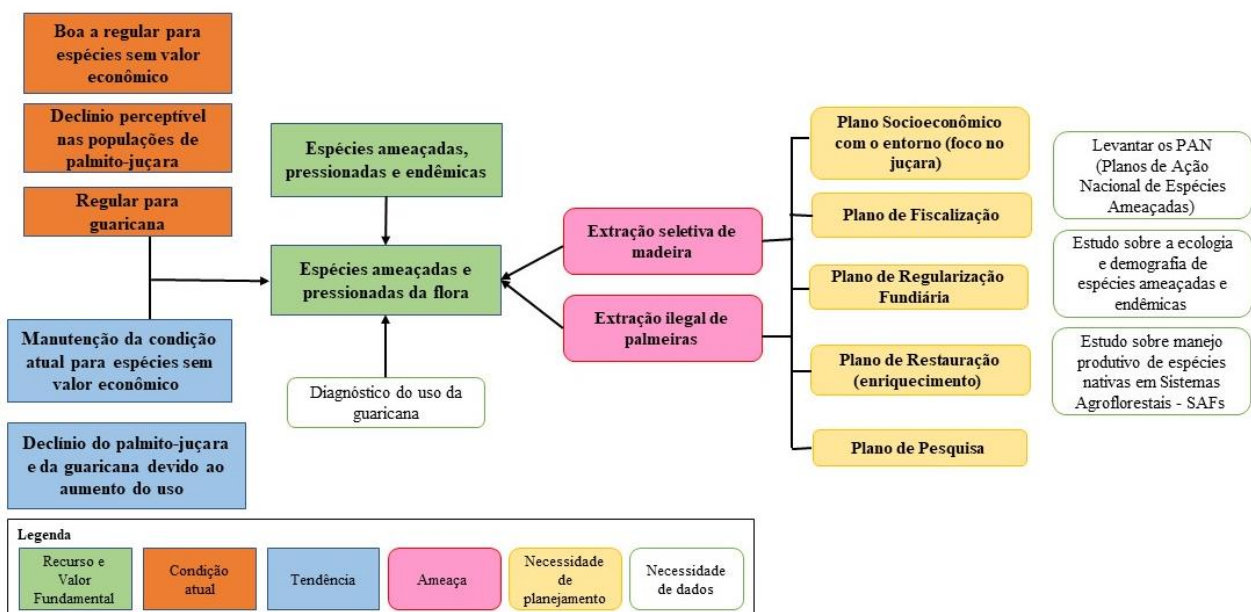 Boa a regular para
espécies sem valor
econômico
Declínio perceptível
nas populações de
palmito-juçara
Regular para
guaricana
Manutenção da condição
atual para espécies sem
valor econômico
Declínio do palmito-juçara
e da guaricana devido ao
aumento do uso
Espécies ameaçadas,
pressionadas e endêmicas
Espécies ameaçadas e
pressionadas da flora
Diagnóstico do uso da
guaricana
Extração seletiva de
madeira
Extração ilegal de
palmeiras
Plano Socioeconômico
com o entorno (foco no
juçara)
Plano de Fiscalização
Plano de Regularização
Fundiária
Plano de Restauração
(enriquecimento)
Plano de Pesquisa
Levantar os PAN
(Planos de Ação
Nacional de Espécies
Ameaçadas)
Estudo sobre a ecologia
e demografia de
espécies ameaçadas e
endêmicas
Estudo sobre manejo
produtivo de espécies
nativas em Sistemas
Agroflorestais - SAFs
Legenda
Recurso e
Valor
Fundamental
Condição
atual
Tendência
Ameaça
Necessidade
de
planejamento
Necessidade
de dados